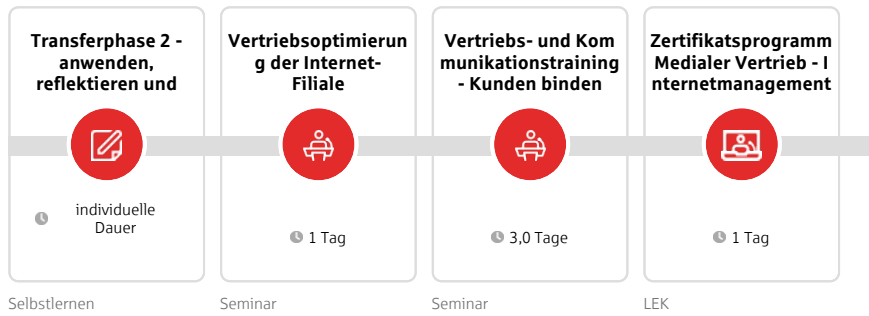 Transferphase 2 -
anwenden,
reflektieren und
individuelle
Dauer
Selbstlernen
Vertriebsoptimierun
g der Internet-
Filiale
1 Tag
Seminar
Vertriebs- und Kom
munikationstraining
- Kunden binden
3,0 Tage
Seminar
Zertifikatsprogramm
Medialer Vertrieb - I
nternetmanagement
1 Tag
LEK